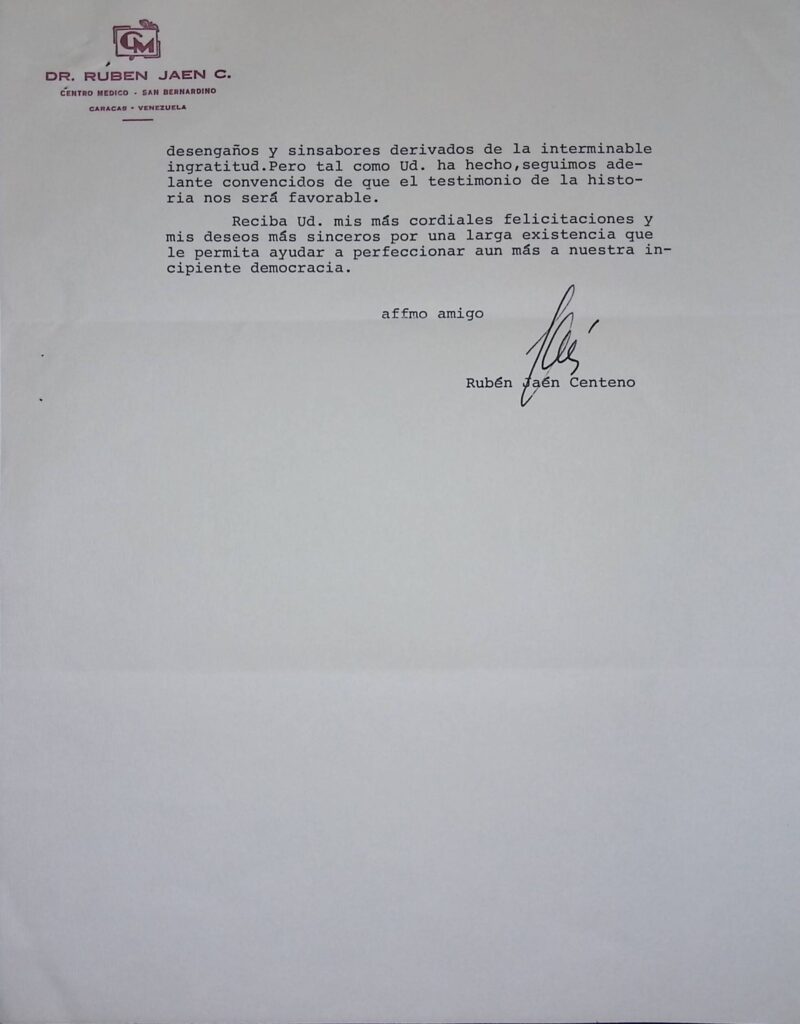 CM
DR. RÚBEN JAEN C.
CENTRO MEDICO - SAN BERNARDINO
CARACAS - VENEZUELA
desengaños y sinsabores derivados de la interminable
ingratitud.Pero tal como Ud. ha hecho,seguimos ade-
lante convencidos de que el testimonio de la histo-
ria nos será favorable.
Reciba Ud. mis más cordiales felicitaciones y
mis deseos más sinceros por una larga existencia que
le permita ayudar a perfeccionar aun más a nuestra in-
cipiente democracia.
affmo amigo
Rubén Jaén Centeno